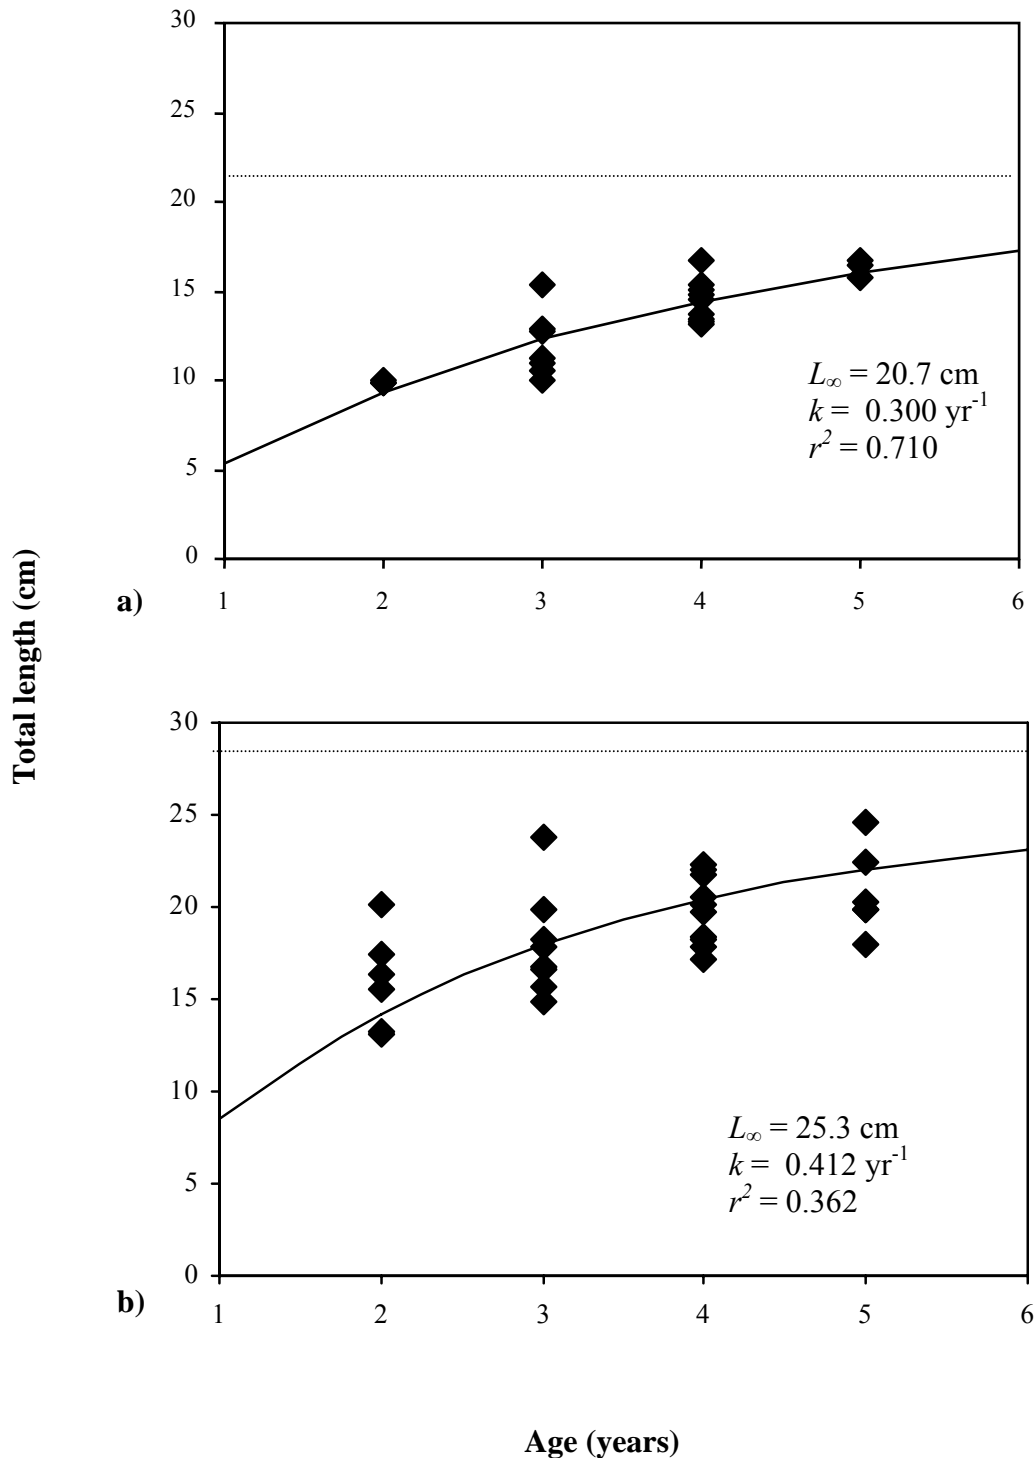 Total length (cm)
30
25
20
15
10
5
0
L∞ = 20.7 cm
k = 0.300 yr-1
r2 = 0.710
a)
1 2 3 4 5 6
30
25
20
15
10
5
0
L∞ = 25.3 cm
k = 0.412 yr-1
r2 = 0.362
b)
1 2 3 4 5 6
Age (years)